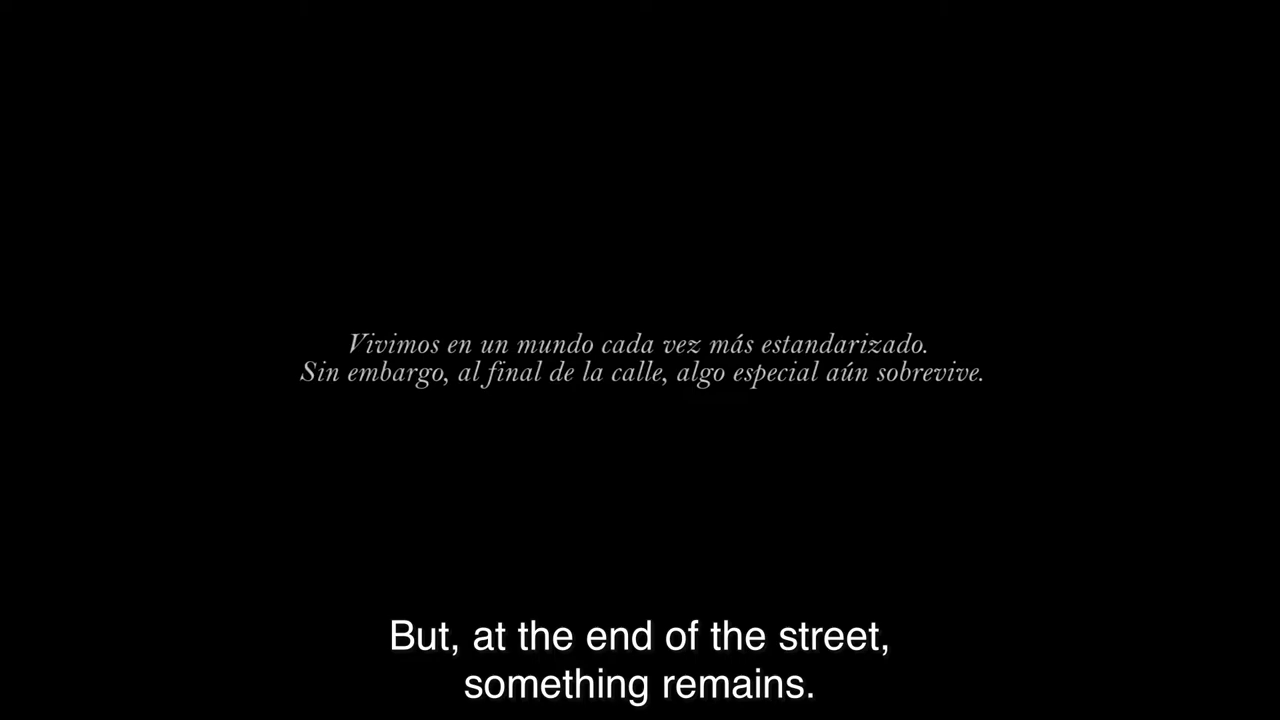 Vivimos en un mundo cada vez más estandarizado.
Sin embargo, al final de la calle, algo especial aún sobrevive.
But, at the end of the street,
something remains.